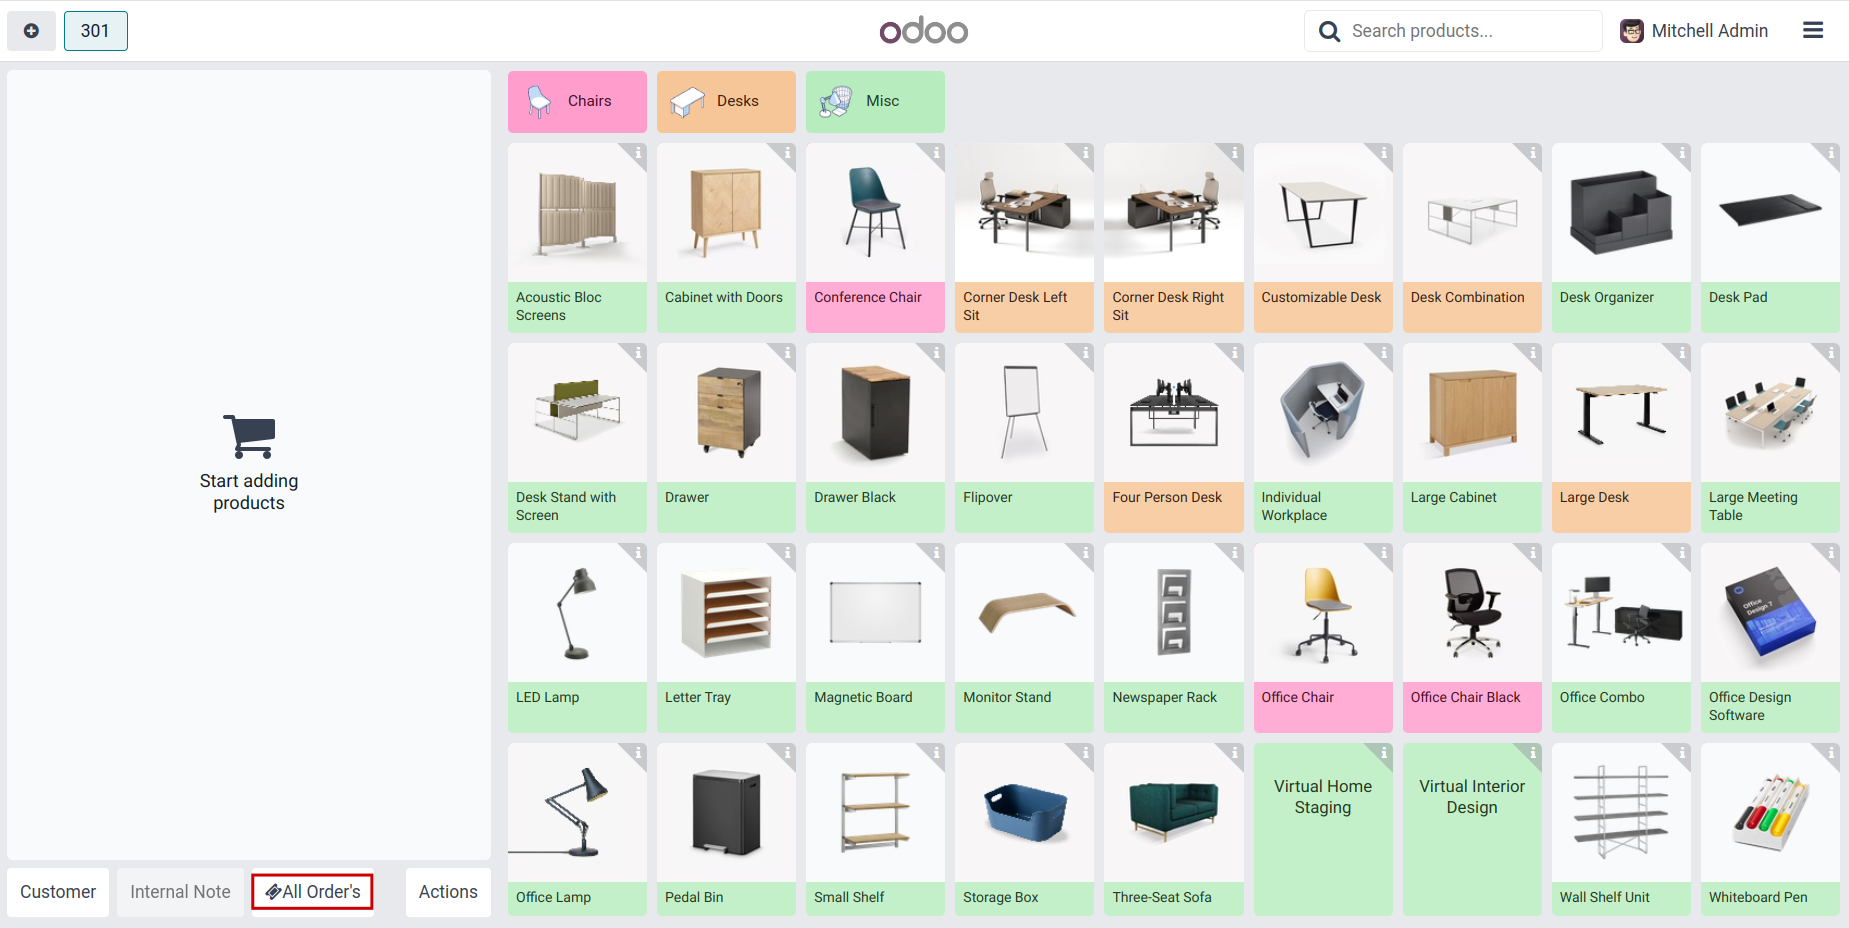 301
odoo
Search products...
Mitchell Admin
Chairs
Desks
Misc
Acoustic Bloc
Screens
Cabinet with Doors
Conference Chair
Corner Desk Left
Sit
Corner Desk Right
Sit
Customizable Desk
Desk Combination
Desk Organizer
Desk Pad
Start adding
products
Desk Stand with
Screen
Drawer
Drawer Black
Flipover
Four Person Desk
Individual
Workplace
Large Cabinet
Large Desk
Large Meeting
Table
Office
Design 7
LED Lamp
Letter Tray
Magnetic Board
Monitor Stand
Newspaper Rack
Office Chair
Office Chair Black
Office Combo
Office Design
Software
Virtual Home
Staging
Virtual Interior
Design
Office Lamp
Pedal Bin
Small Shelf
Storage Box
Three-Seat Sofa
Wall Shelf Unit
Whiteboard Pen
Customer
Internal Note
All Order's
Actions